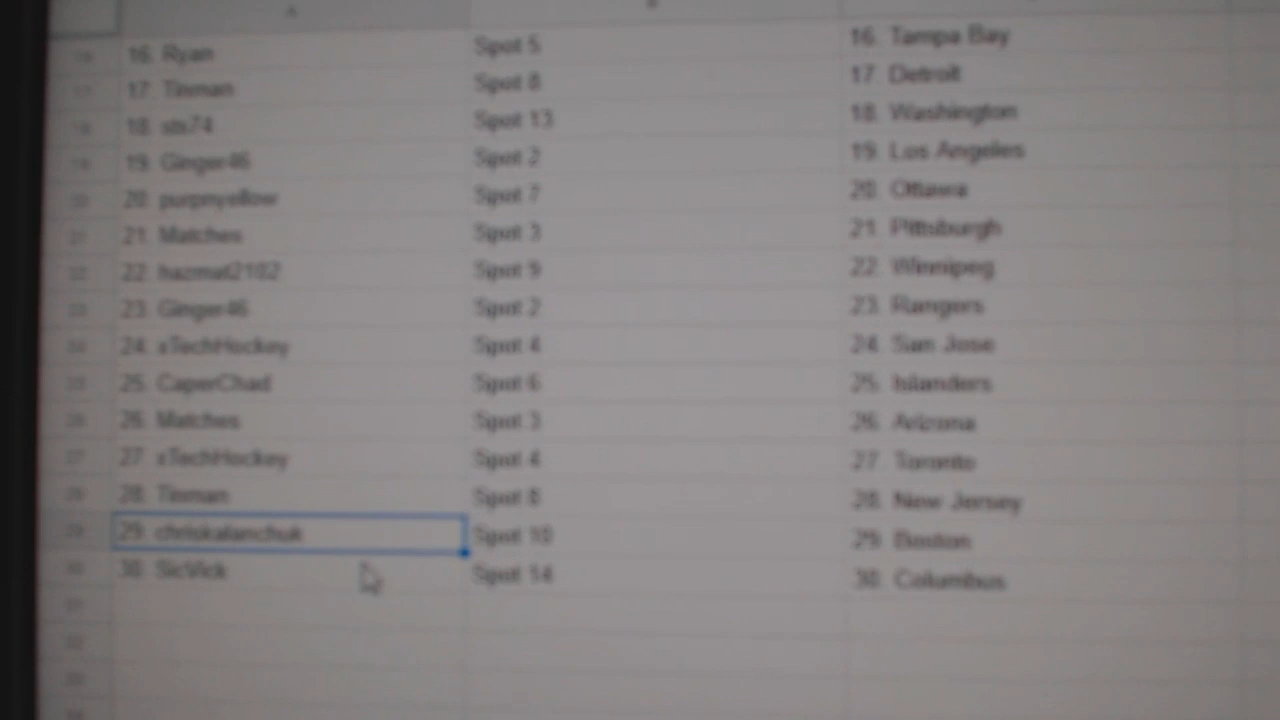 16. Ryan Spot 5 16. Tampa Bay
17. Tinman Spot 8 17. Detroit
18. sts74 Spot 13 18. Washington
19. Ginger46 Spot 2 19. Los Angeles
20. purpnyellow Spot 7 20. Ottawa
21. Matches Spot 3 21. Pittsburgh
22. hazmat2182 Spot 9 22. Winnipeg
23. Ginger46 Spot 2 23. Rangers
24. xTechHockey Spot 4 24. San Jose
25. CaperChad Spot 6 25. Islanders
26. Matches Spot 3 26. Arizona
27. xTechHockey Spot 4 27. Toronto
28. Tinman Spot 8 28. New Jersey
29. chriskalanchuk Spot 10 29. Boston
30. SicVick Spot 14 30. Columbus